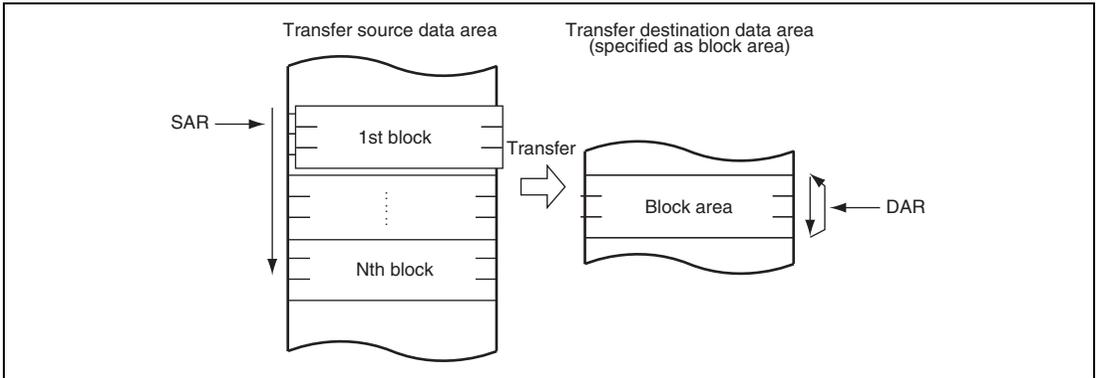 Transfer source data area
Transfer destination data area
(specified as block area)
SAR
1st block
Transfer
Block area
DAR
Nth block